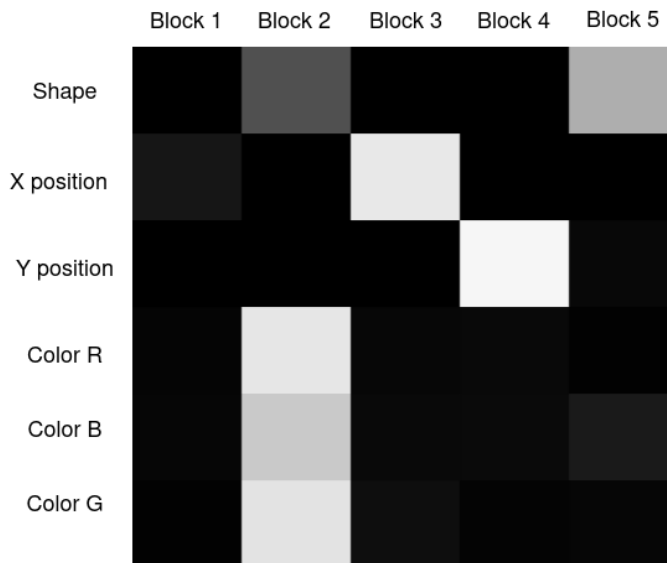 Block 1 Block 2 Block 3 Block 4 Block 5
Shape
X position
Y position
Color R
Color B
Color G